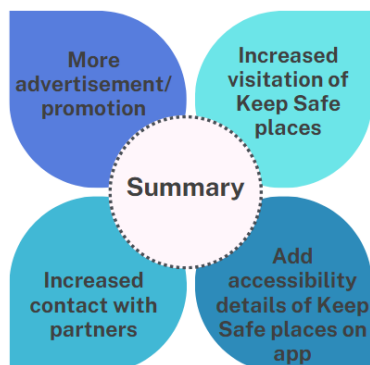 More
advertisement/
promotion
Increased
visitation of
Keep Safe
places
Summary
Increased
contact with
partners
Add
accessibility
details of Keep
Safe places on
app